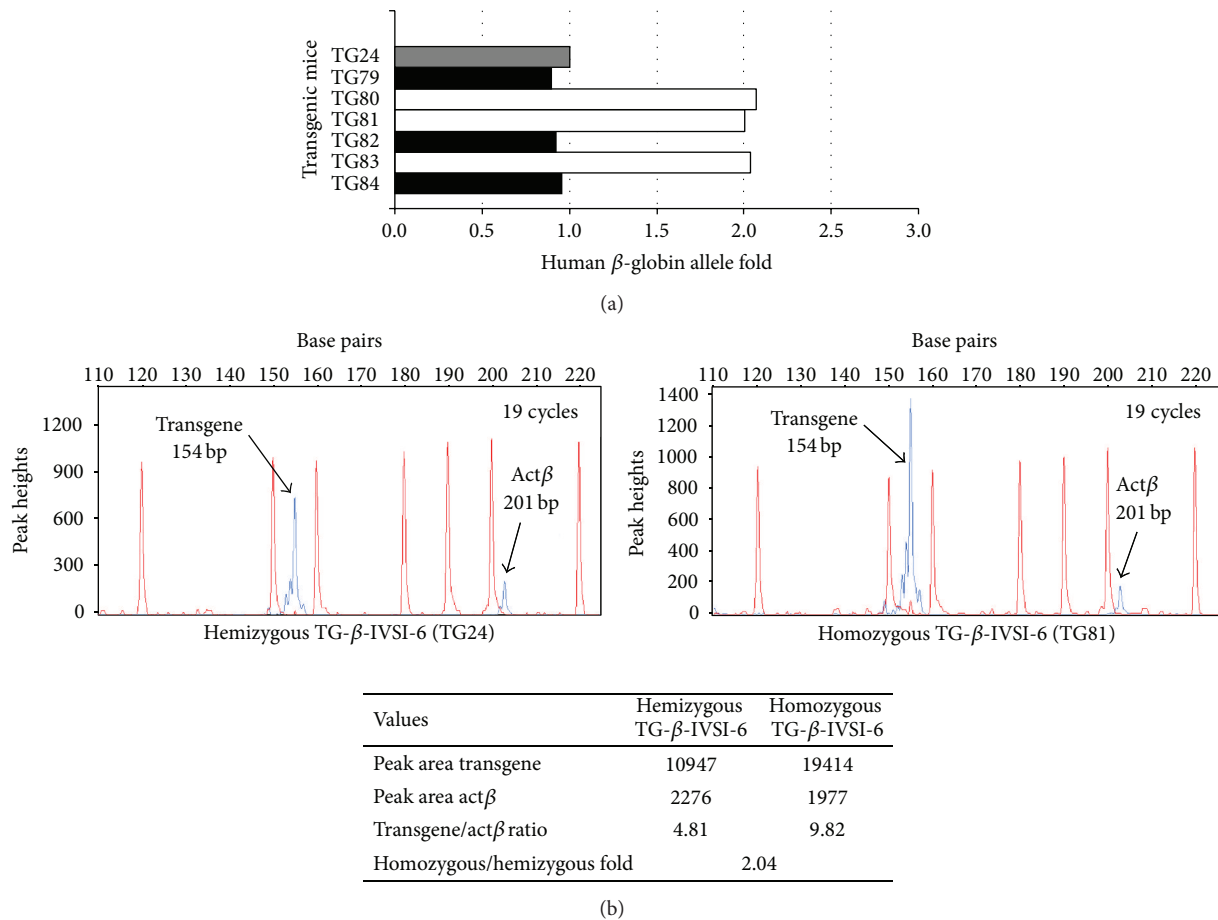 Transgenic mice
TG24
TG79
TG80
TG81
TG82
TG83
TG84
0.0 0.5 1.0 1.5 2.0 2.5 3.0
Human β-globin allele fold
(a)
Base pairs
110 120 130 140 150 160 170 180 190 200 210 220
Peak heights
1200
900
600
300
0
19 cycles
Transgene
154 bp
Actβ
201 bp
Hemizygous TG-β-IVSI-6 (TG24)
Base pairs
110 120 130 140 150 160 170 180 190 200 210 220
Peak heights
1400
1200
1000
800
600
400
200
0
19 cycles
Transgene
154 bp
Actβ
201 bp
Homozygous TG-β-IVSI-6 (TG81)
Values Hemizygous TG-β-IVSI-6 Homozygous TG-β-IVSI-6
Peak area transgene 10947 19414
Peak area actβ 2276 1977
Transgene/actβ ratio 4.81 9.82
Homozygous/hemizygous fold 2.04
(b)